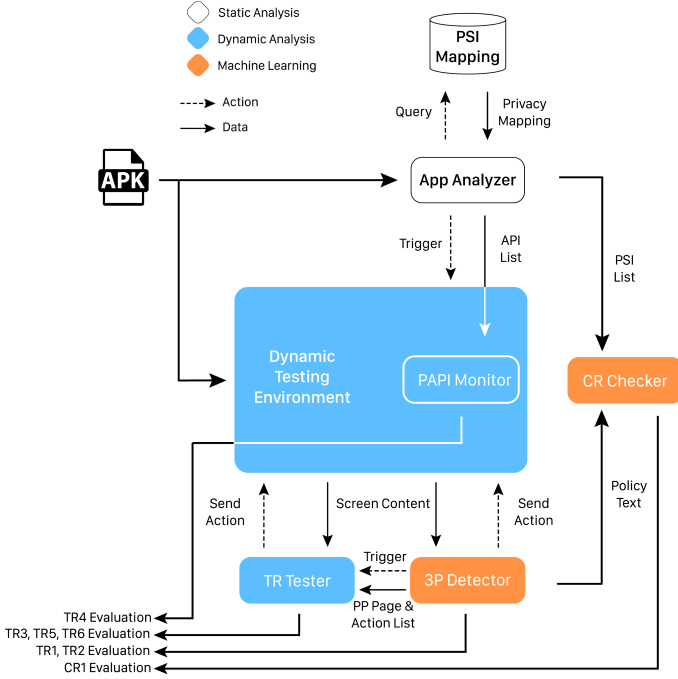 Static Analysis
Dynamic Analysis
Machine Learning
Action
Data
PSI
Mapping
Query
Privacy
Mapping
APK
App Analyzer
Trigger
API
List
PSI
List
Dynamic
Testing
Environment
PAPI Monitor
CR Checker
Send
Action
Screen Content
Send
Action
Policy
Text
TR Tester
Trigger
3P Detector
PP Page &
Action List
TR4 Evaluation
TR3, TR5, TR6 Evaluation
TR1, TR2 Evaluation
CR1 Evaluation